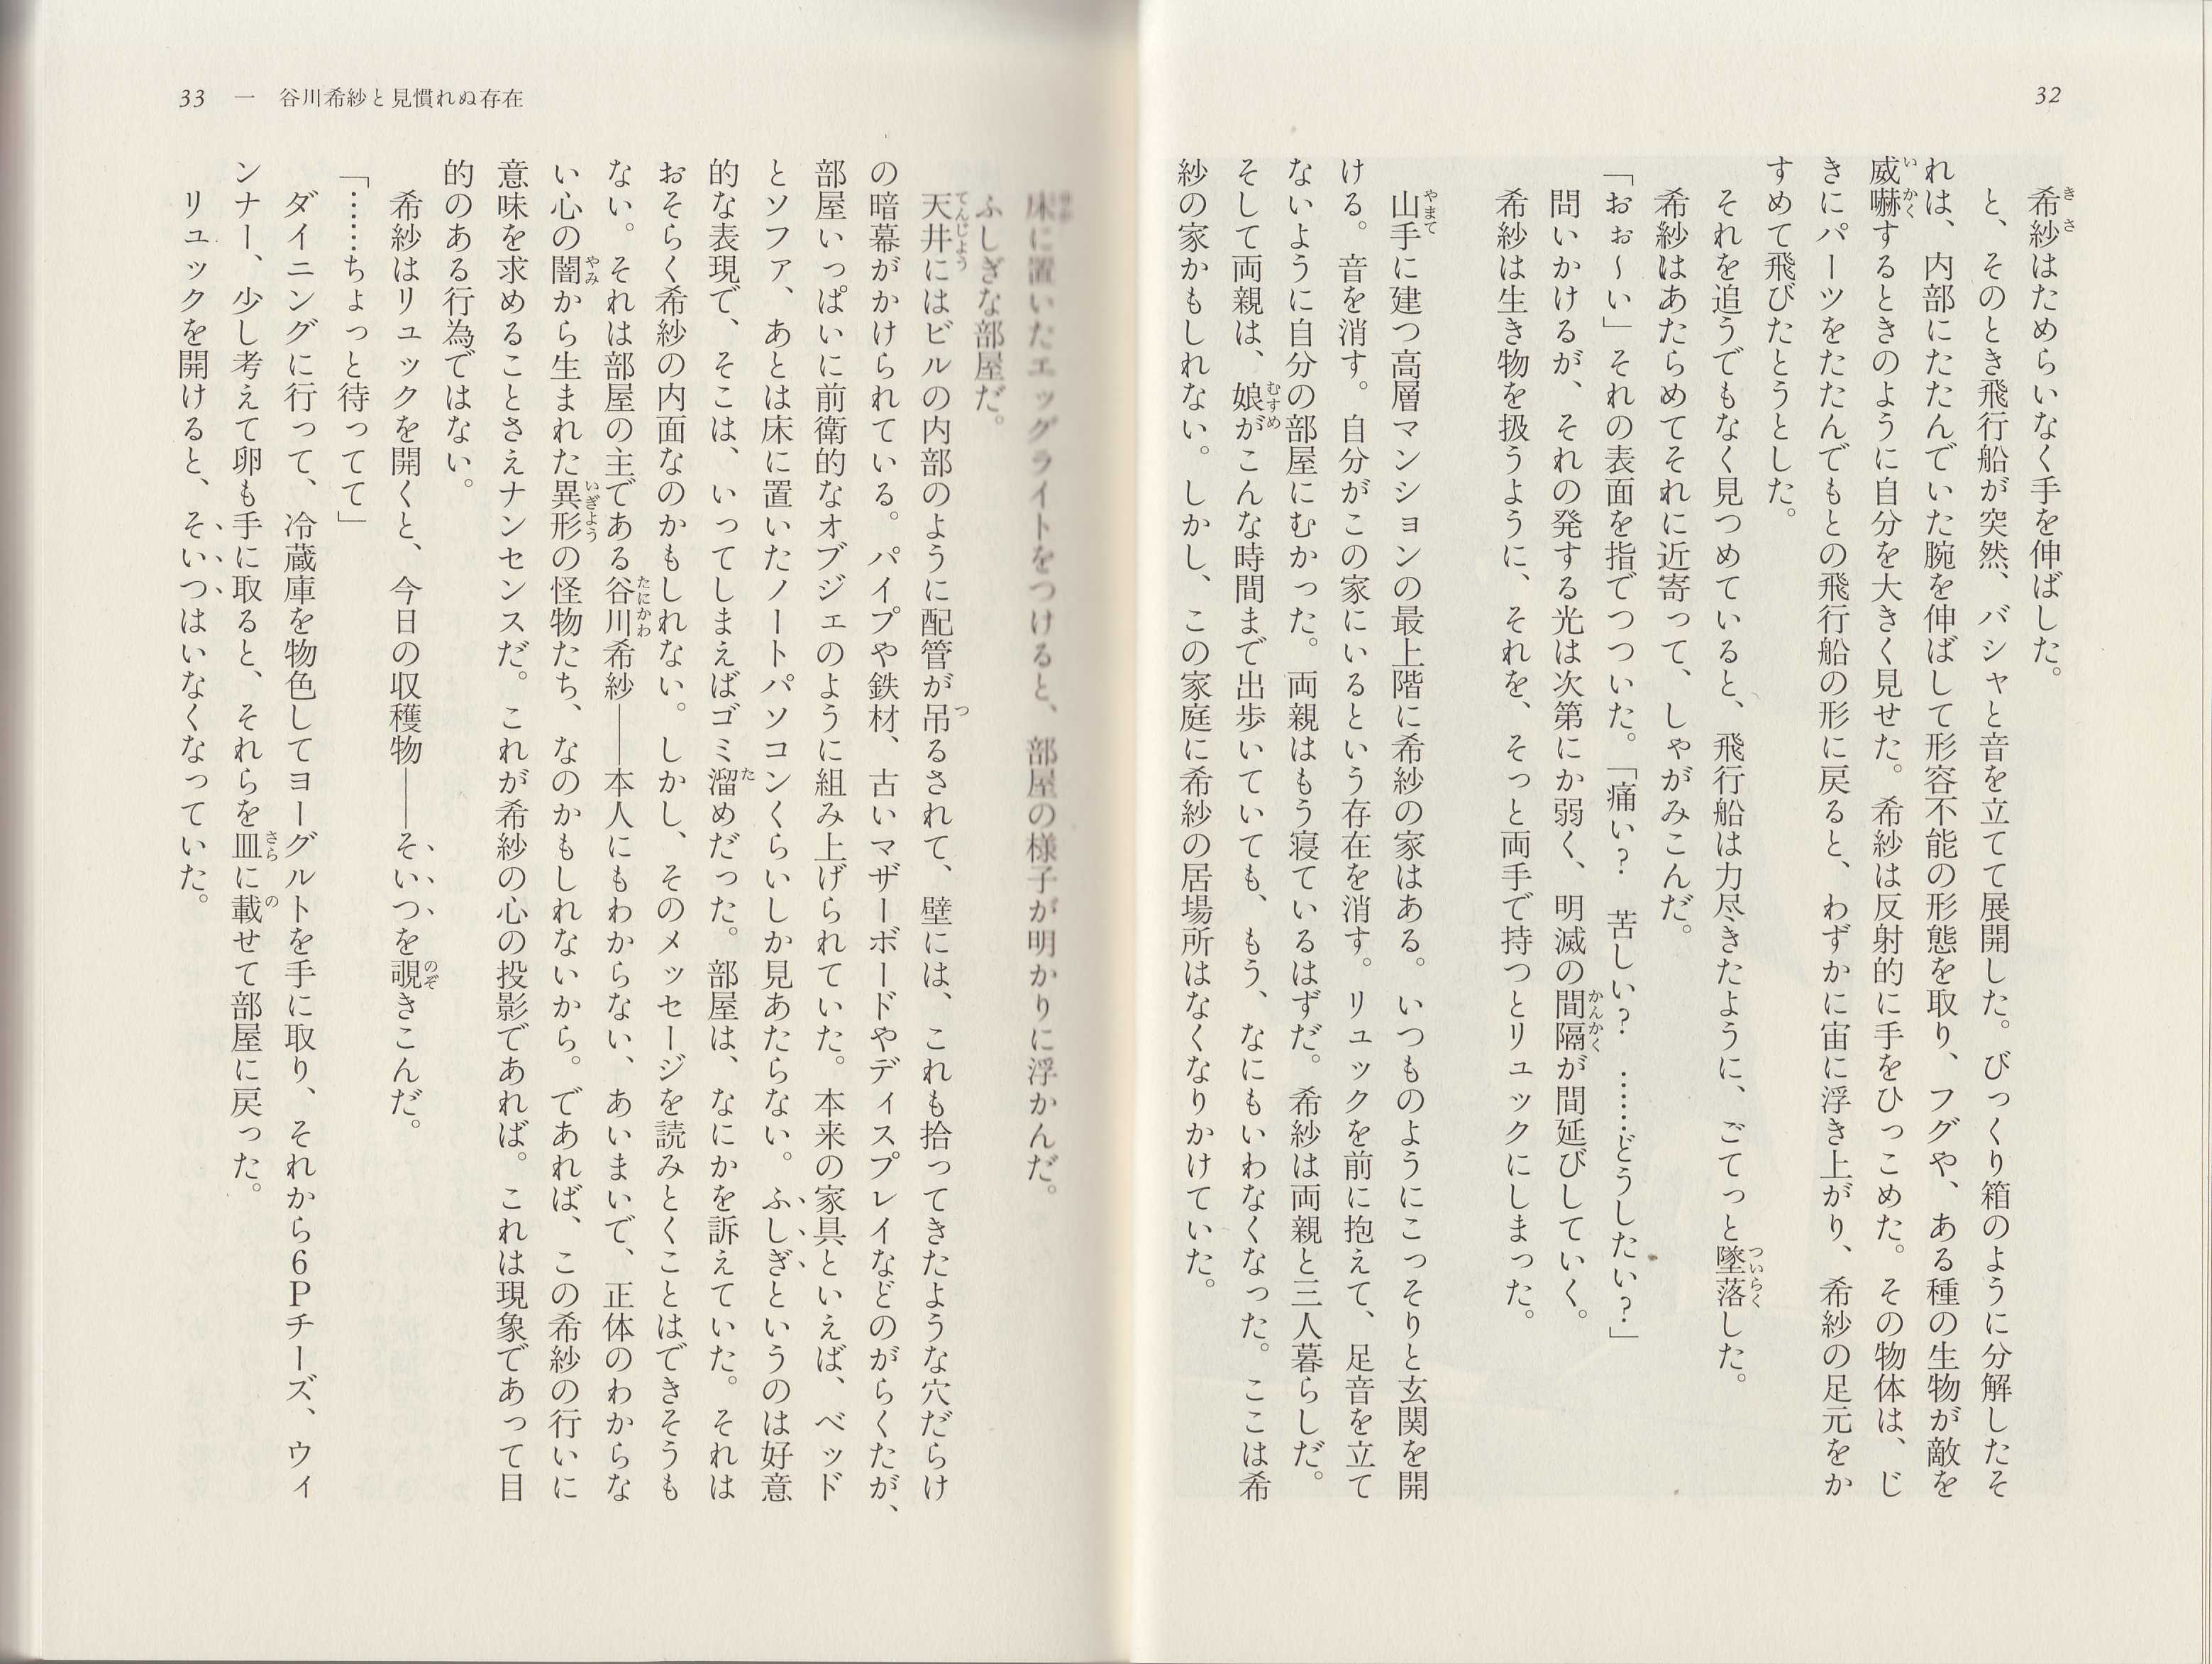 32
希紗はためらいなく手を伸ばした。
と、そのとき飛行船が突然、バシャと音を立てて展開した。びっくり箱のように分解したそ
れは、内部にたたんでいた腕を伸ばして形容不能の形態を取り、フグや、ある種の生物が敵を
威嚇するときのように自分を大きく見せた。希紗は反射的に手をひっこめた。その物体は、じ
きにパーツをたたんでもとの飛行船の形に戻ると、わずかに宙に浮き上がり、希紗の足元をか
すめて飛びたとうとした。
それを追うでもなく見つめていると、飛行船は力尽きたように、ごてっと墜落した。
希紗はあらためてそれに近寄って、しゃがみこんだ。
「おぉ〜い」それの表面を指でつついた。「痛い？　苦しい？　……どうしたい？」
問いかけるが、それの発する光は次第にか弱く、明滅の間隔が間延びしていく。
希紗は生き物を扱うように、それを、そっと両手で持つとリュックにしまった。
山手に建つ高層マンションの最上階に希紗の家はある。いつものようにこっそりと玄関を開
ける。音を消す。自分がこの家にいるという存在を消す。リュックを前に抱えて、足音を立て
ないように自分の部屋にむかった。両親はもう寝ているはずだ。希紗は両親と三人暮らしだ。
そして両親は、娘がこんな時間まで出歩いていても、もう、なにもいわなくなった。ここは希
紗の家かもしれない。しかし、この家庭に希紗の居場所はなくなりかけていた。
33　一　谷川希紗と見慣れぬ存在
床に置いたエッグライトをつけると、部屋の様子が明かりに浮かんだ。
ふしぎな部屋だ。
天井にはビルの内部のように配管が吊るされて、壁には、これも拾ってきたような穴だらけ
の暗幕がかけられている。パイプや鉄材、古いマザーボードやディスプレイなどのがらくたが、
部屋いっぱいに前衛的なオブジェのように組み上げられていた。本来の家具といえば、ベッド
とソファ、あとは床に置いたノートパソコンくらいしか見あたらない。ふしぎというのは好意
的な表現で、そこは、いってしまえばゴミ溜めだった。部屋は、なにかを訴えていた。それは
おそらく希紗の内面なのかもしれない。しかし、そのメッセージを読みとくことはできそうも
ない。それは部屋の主である谷川希紗――本人にもわからない、あいまいで、正体のわからな
い心の闇から生まれた異形の怪物たち、なのかもしれないから。であれば、この希紗の行いに
意味を求めることさえナンセンスだ。これが希紗の心の投影であれば。これは現象であって目
的のある行為ではない。
希紗はリュックを開くと、今日の収穫物――そいつを覗きこんだ。
「……ちょっと待ってて」
ダイニングに行って、冷蔵庫を物色してヨーグルトを手に取り、それから６Ｐチーズ、ウィ
ンナー、少し考えて卵も手に取ると、それらを皿に載せて部屋に戻った。
リュックを開けると、そいつはいなくなっていた。